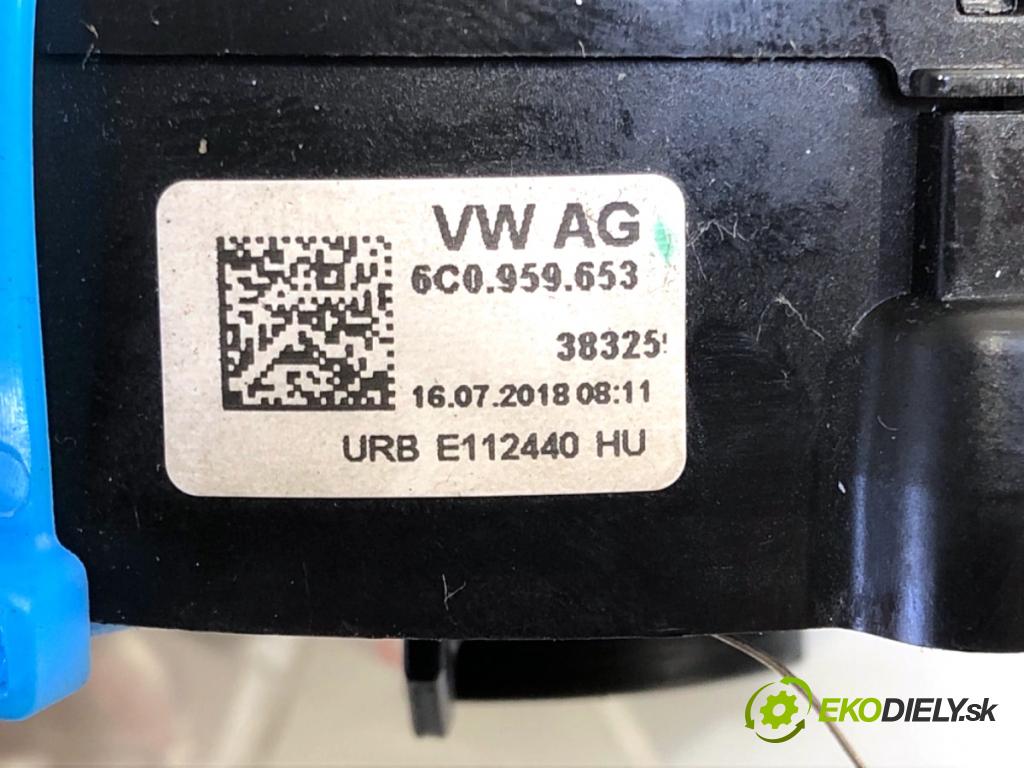 VW AG
6C0.959.653
38325
16.07.2018 08:11
URB E112440 HU
EKODIELY.sk